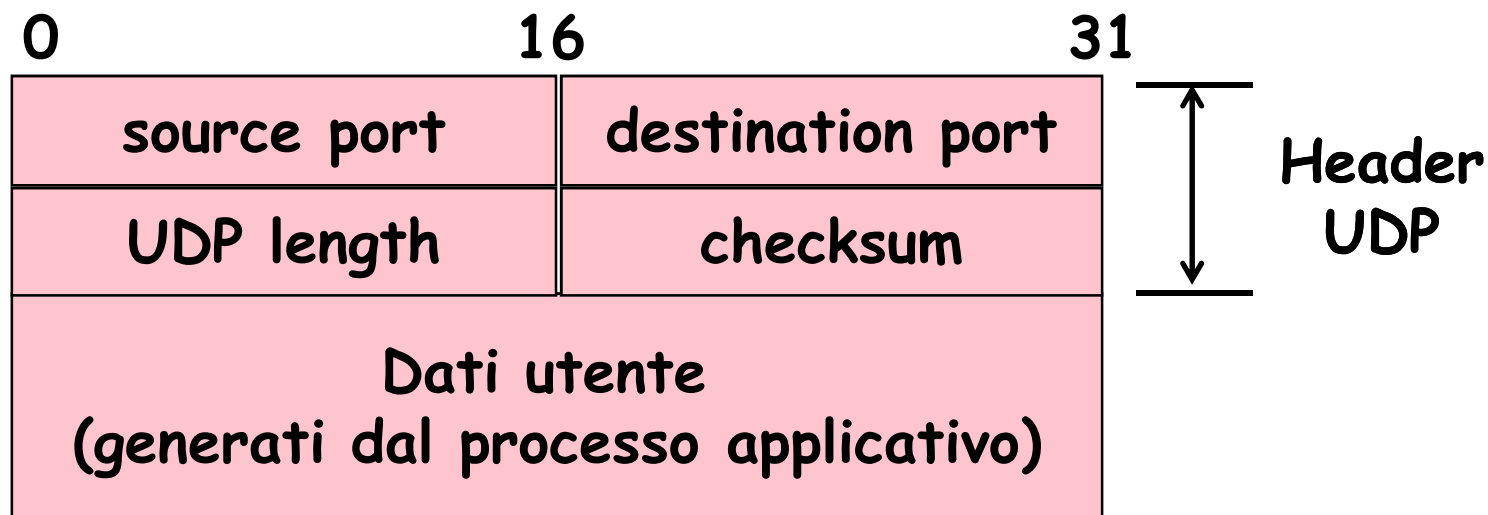 0 16 31
source port destination port
Header
UDP length checksum
UDP
Dati utente
(generati dal processo applicativo)